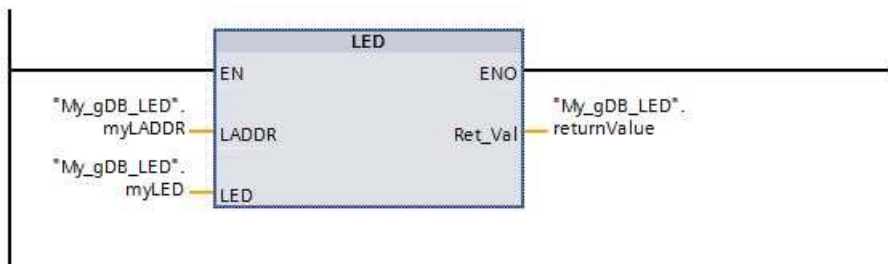 LED
EN
ENO
"My_gDB_LED".
myLADDR
LADDR
Ret_Val
"My_gDB_LED".
returnValue
"My_gDB_LED".
myLED
LED